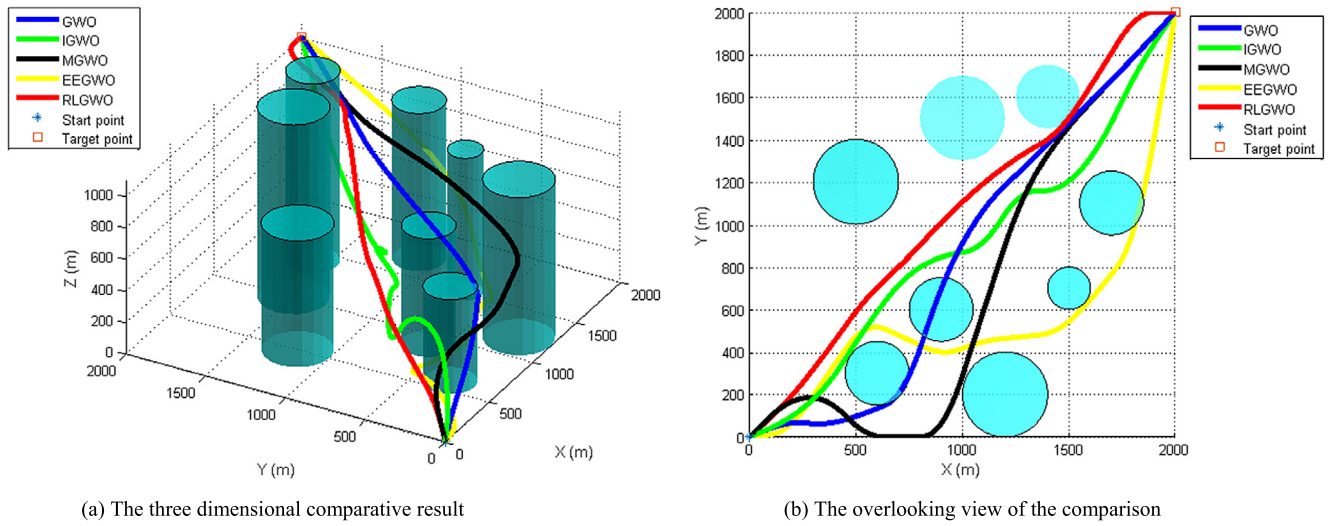 GWO
IGWO
MGWO
EEGWO
RLGWO
Start point
Target point
1000
800
600
400
200
0
Z (m)
2000
1500
1000
500
0
Y (m)
0
500
1000
1500
2000
X (m)
(a) The three dimensional comparative result
2000
1800
1600
1400
1200
1000
800
600
400
200
0
Y (m)
0
500
1000
1500
2000
X (m)
GWO
IGWO
MGWO
EEGWO
RLGWO
Start point
Target point
(b) The overlooking view of the comparison